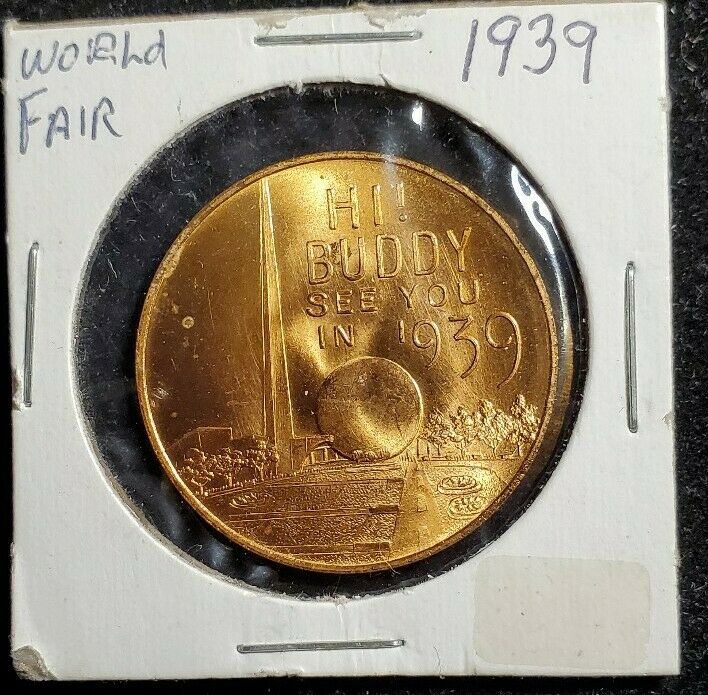 WORLD 1939
FAIR
HI!
BUDDY
SEE YOU
IN 1939